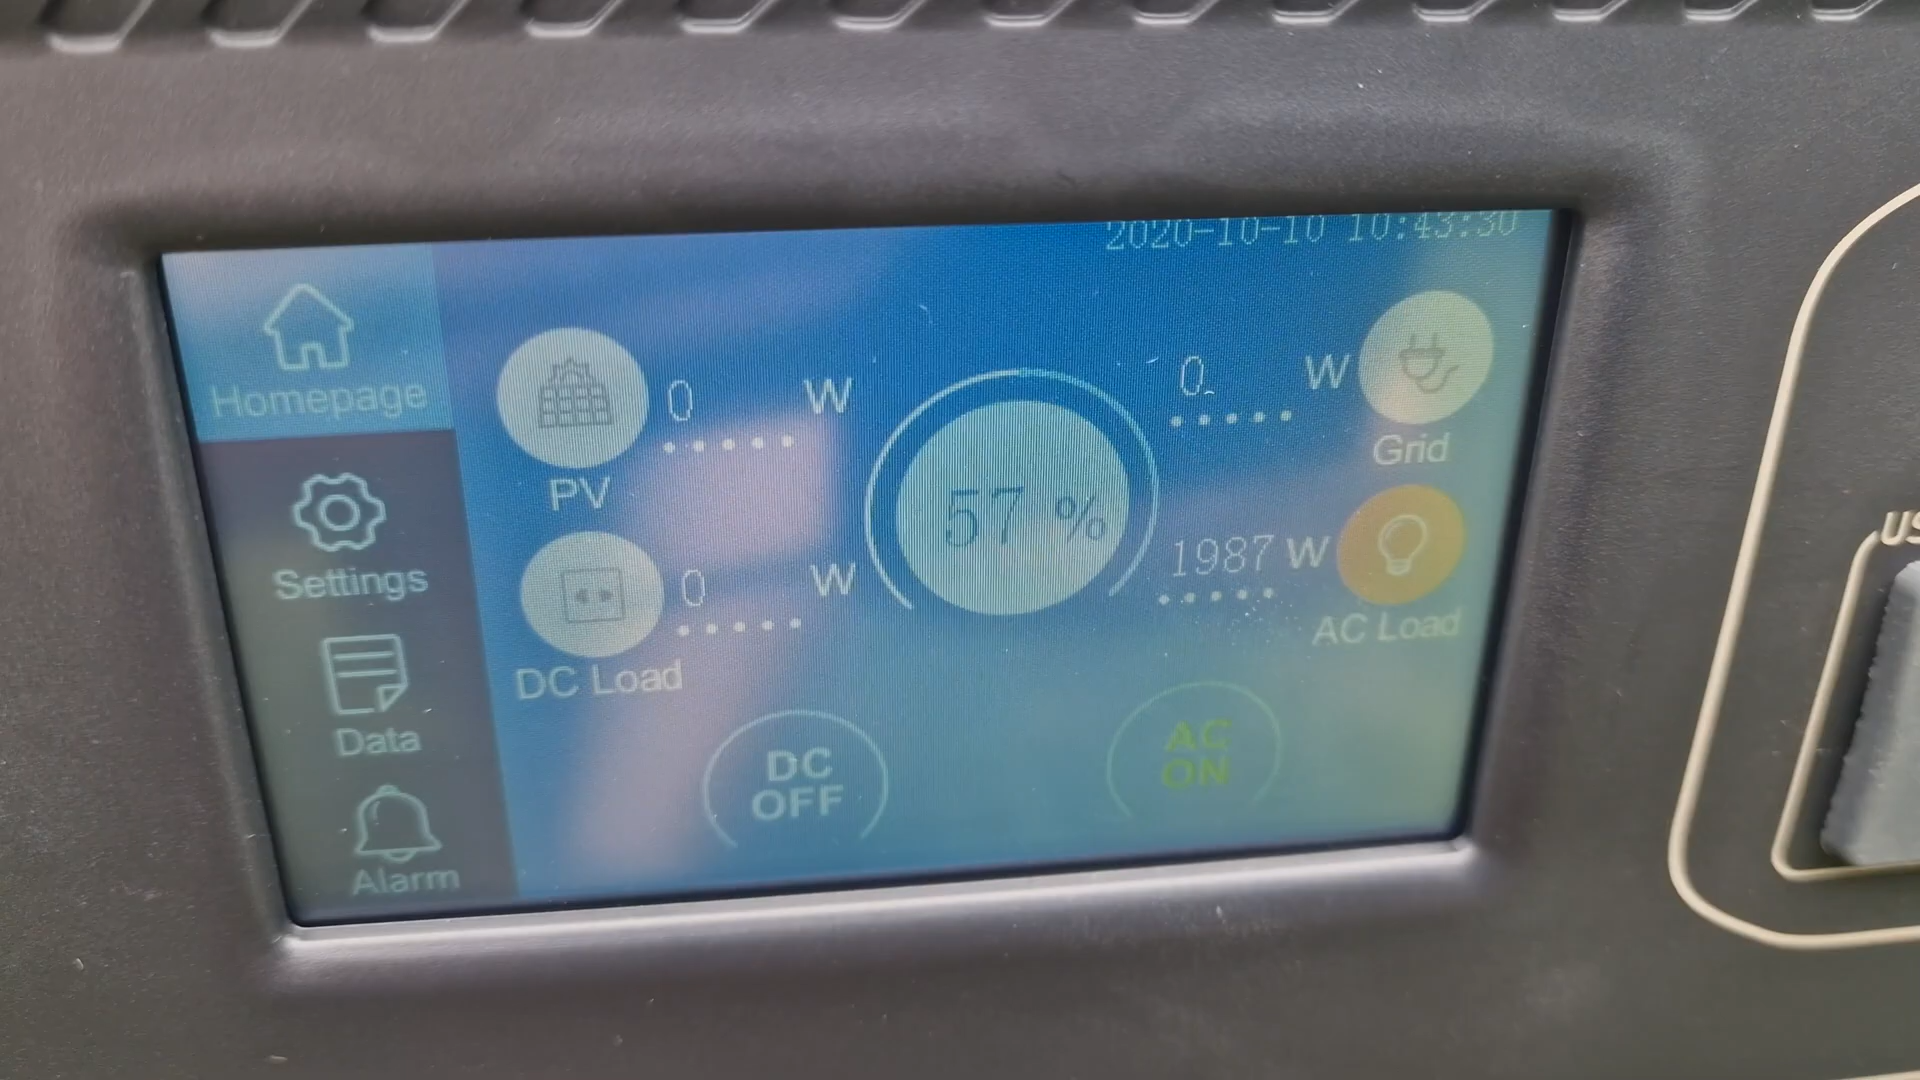 2020-10-10 10:43:30
Homepage
0 W
PV
57 %
0 W
Grid
Settings
0 W
DC Load
1987 W
AC Load
Data
DC
OFF
AC
ON
Alarm